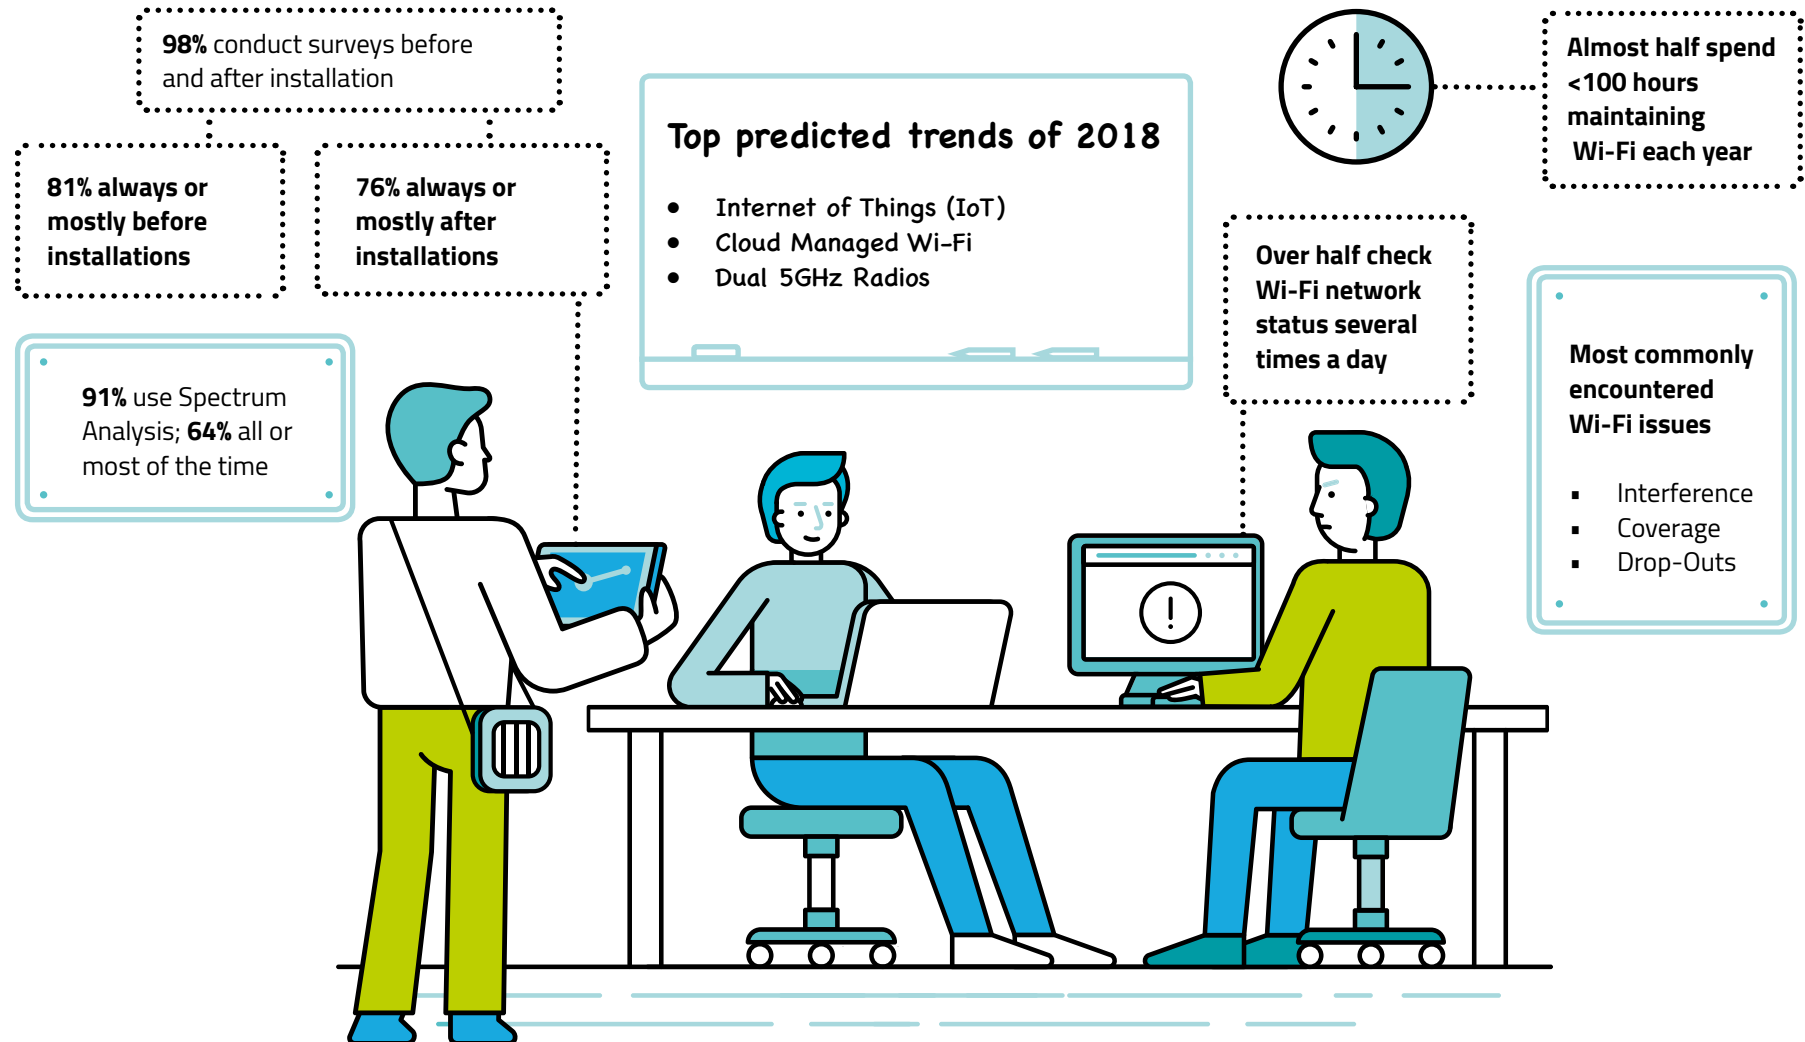 98% conduct surveys before
and after installation
81% always or
mostly before
installations
76% always or
mostly after
installations
91% use Spectrum
Analysis; 64% all or
most of the time
Top predicted trends of 2018
• Internet of Things (IoT)
• Cloud Managed Wi-Fi
• Dual 5GHz Radios
Almost half spend
<100 hours
maintaining
Wi-Fi each year
Over half check
Wi-Fi network
status several
times a day
!
Most commonly
encountered
Wi-Fi issues
▪ Interference
▪ Coverage
▪ Drop-Outs